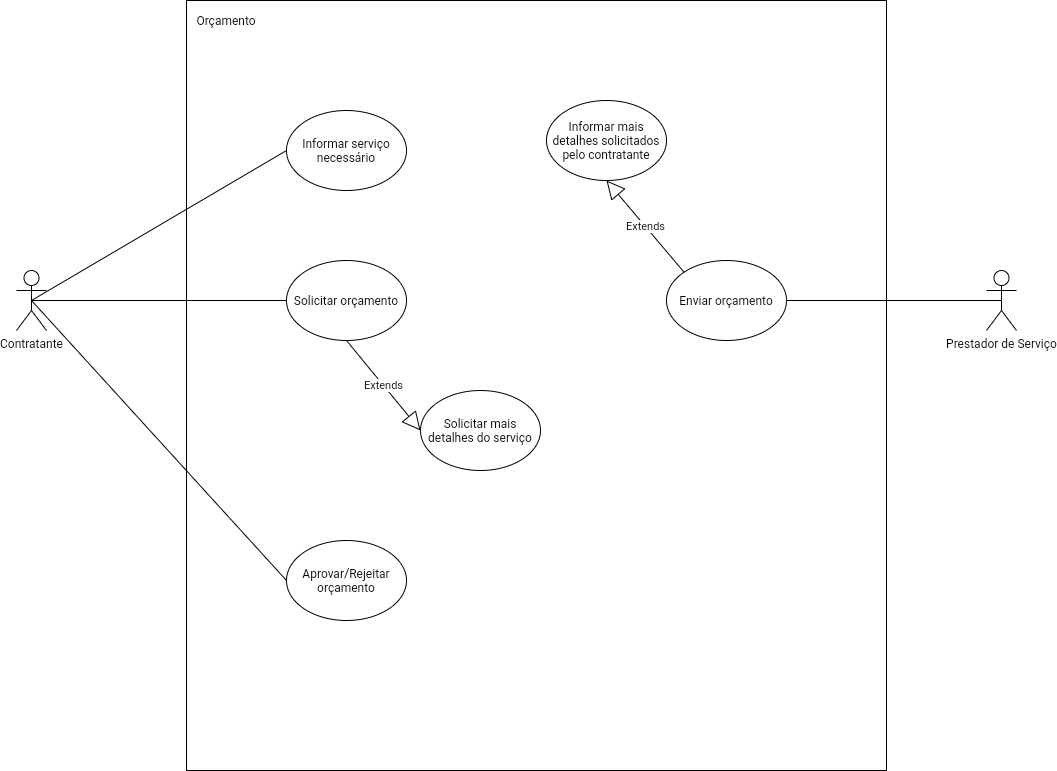 Orçamento
Informar serviço
necessário
Informar mais
detalhes solicitados
pelo contratante
Extends
Solicitar orçamento
Enviar orçamento
Contratante
Prestador de Serviço
Extends
Solicitar mais
detalhes do serviço
Aprovar/Rejeitar
orçamento